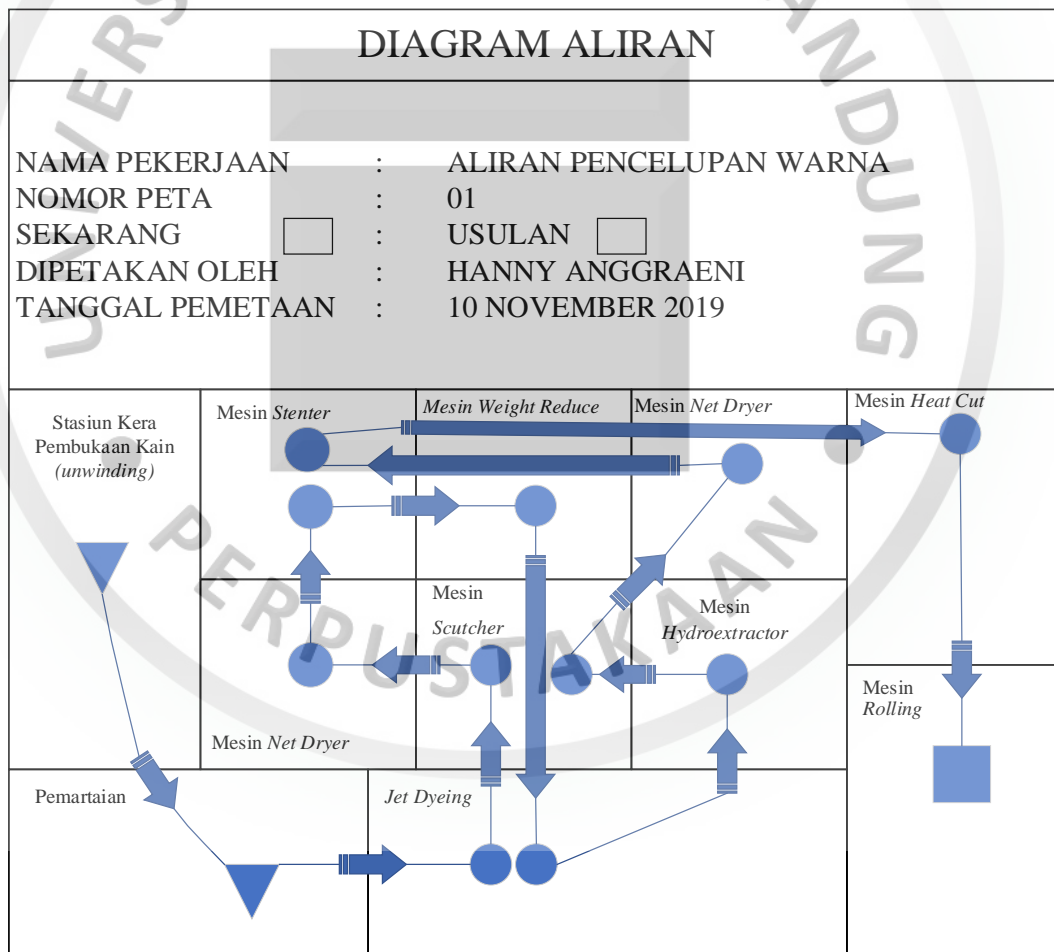 DIAGRAM ALIRAN
NAMA PEKERJAAN : ALIRAN PENCELUPAN WARNA
NOMOR PETA : 01
SEKARANG : USULAN
DIPETAKAN OLEH : HANNY ANGGRAENI
TANGGAL PEMETAAN : 10 NOVEMBER 2019
Stasiun Kera
Pembukaan Kain
(unwinding)
Mesin Stenter
Mesin Weight Reduce
Mesin Net Dryer
Mesin Heat Cut
Mesin
Scutcher
Mesin
Hydroextractor
Mesin Net Dryer
Mesin
Rolling
Pemartaian
Jet Dyeing
PERPUSTAKAAN